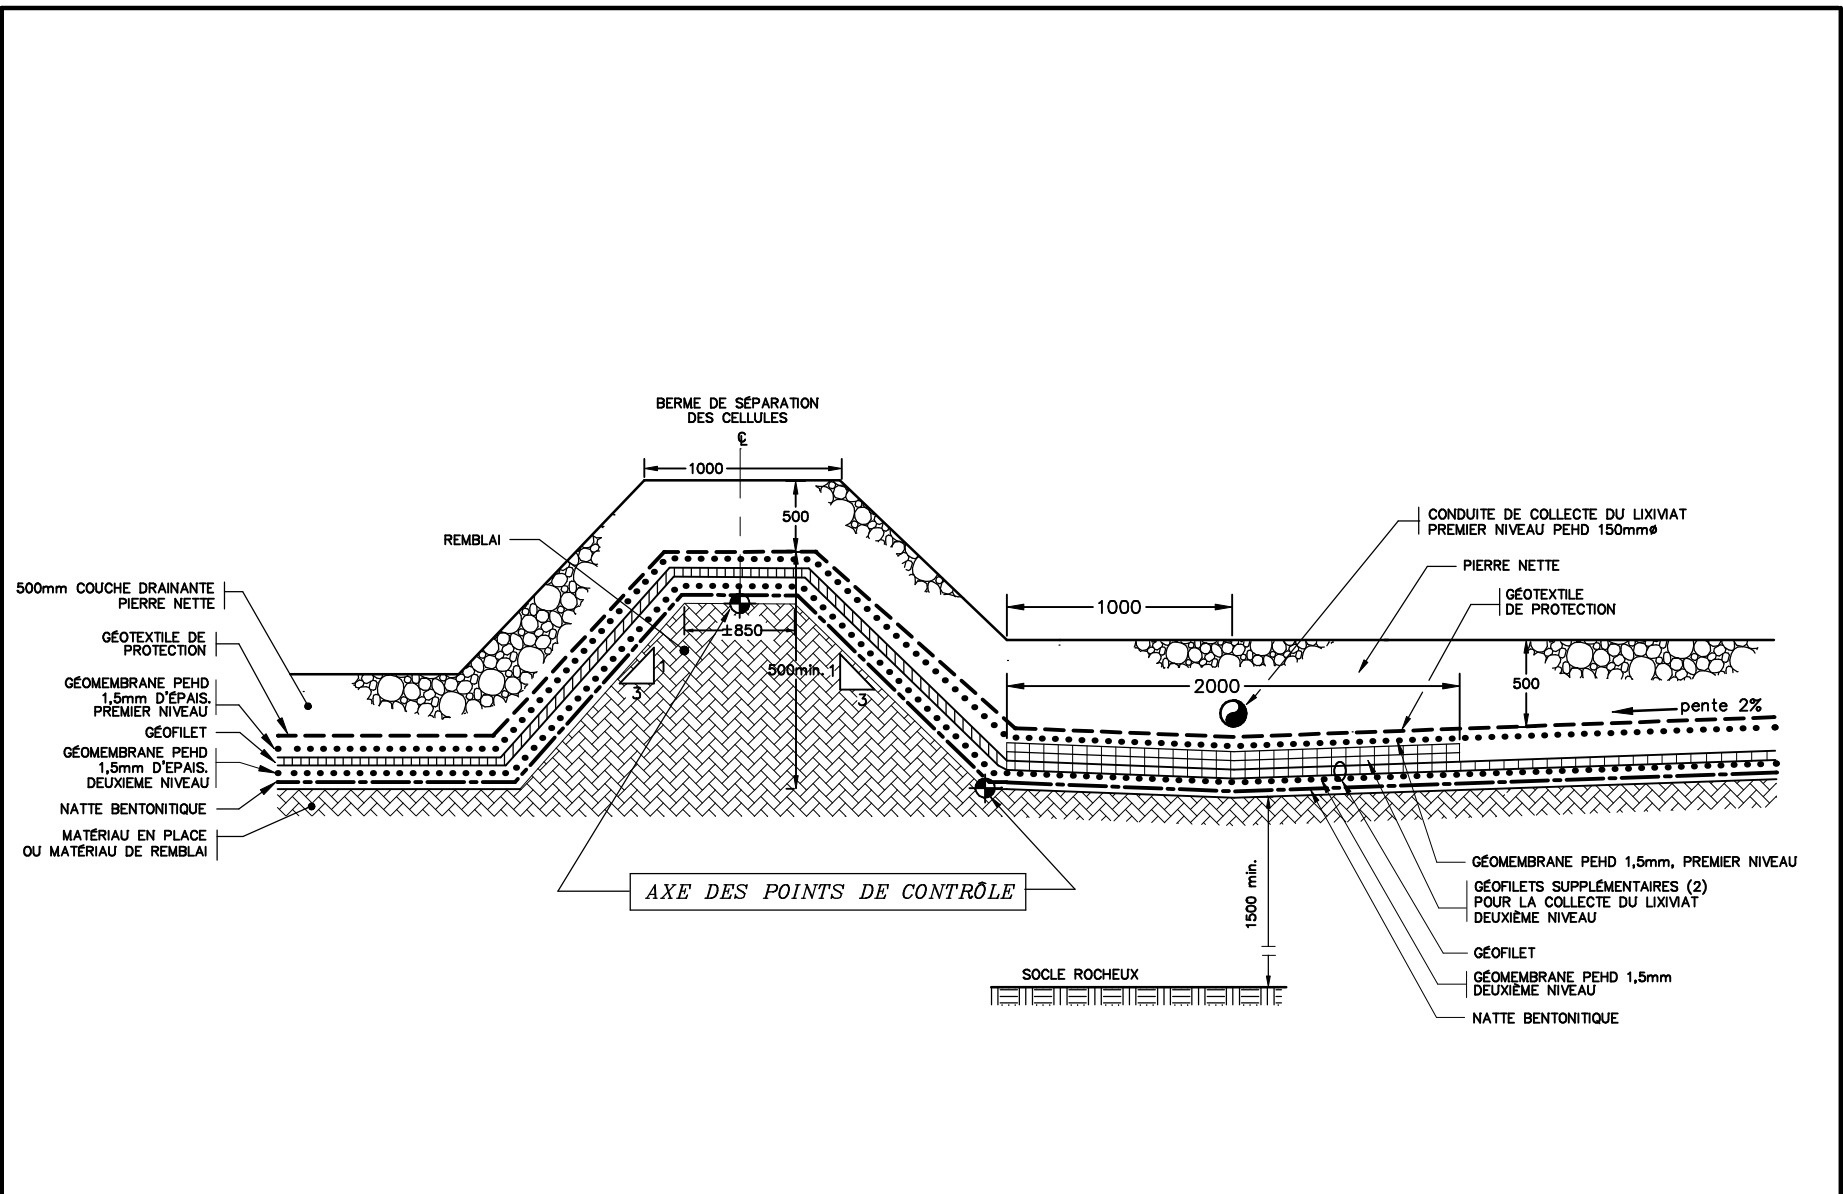 BERME DE SÉPARATION
DES CELLULES
℄
1000
500
REMBLAI
±850
500min.
1
3
1
3
500mm COUCHE DRAINANTE
PIERRE NETTE
GÉOTEXTILE DE
PROTECTION
GÉOMEMBRANE PEHD
1,5mm D'ÉPAIS.
PREMIER NIVEAU
GÉOFILET
GÉOMEMBRANE PEHD
1,5mm D'EPAIS.
DEUXIEME NIVEAU
NATTE BENTONITIQUE
MATÉRIAU EN PLACE
OU MATÉRIAU DE REMBLAI
AXE DES POINTS DE CONTRÔLE
CONDUITE DE COLLECTE DU LIXIVIAT
PREMIER NIVEAU PEHD 150mmø
PIERRE NETTE
GÉOTEXTILE
DE PROTECTION
1000
2000
500
pente 2%
1500 min.
SOCLE ROCHEUX
GÉOMEMBRANE PEHD 1,5mm, PREMIER NIVEAU
GÉOFILETS SUPPLÉMENTAIRES (2)
POUR LA COLLECTE DU LIXIVIAT
DEUXIÈME NIVEAU
GÉOFILET
GÉOMEMBRANE PEHD 1,5mm
DEUXIÈME NIVEAU
NATTE BENTONITIQUE